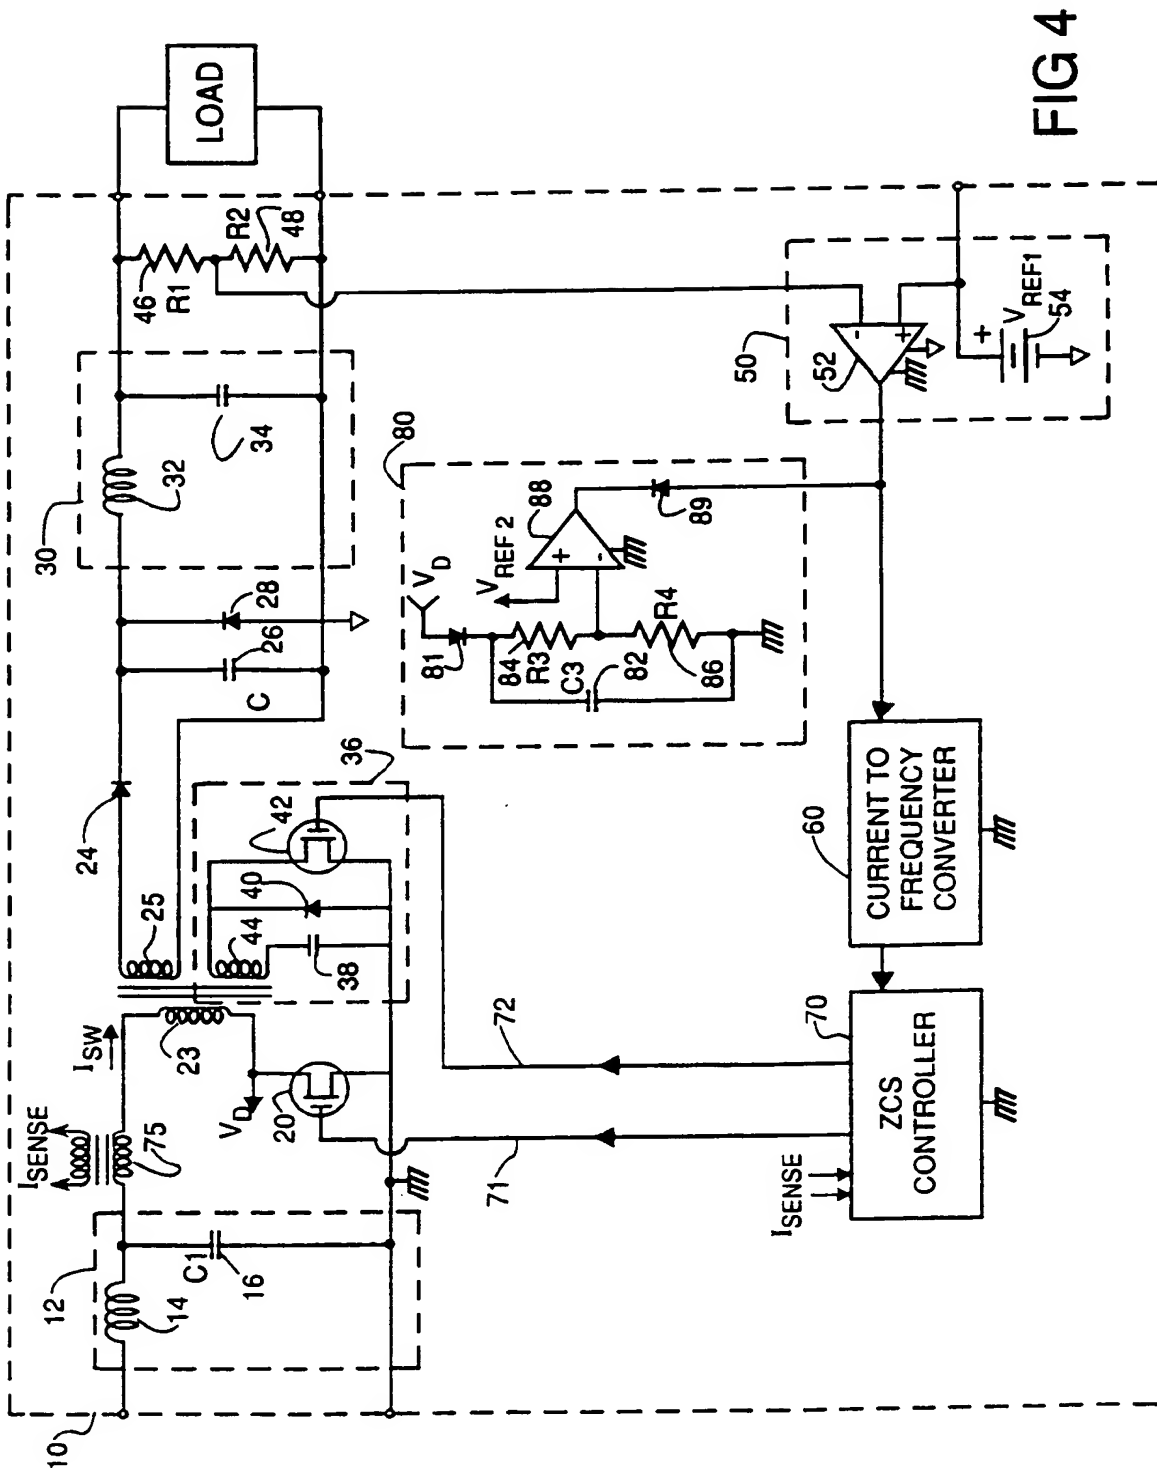 10
12
14
C1
16
ISENSE
75
ISW
23
VD
20
71
72
25
24
44
38
40
42
36
C
26
28
30
32
34
46
R1
R2
48
LOAD
80
VD
81
84
R3
C3
82
R4
86
VREF 2
+
-
88
89
50
52
-
+
+
VREF1
54
60
CURRENT TO
FREQUENCY
CONVERTER
70
ZCS
CONTROLLER
ISENSE
FIG 4